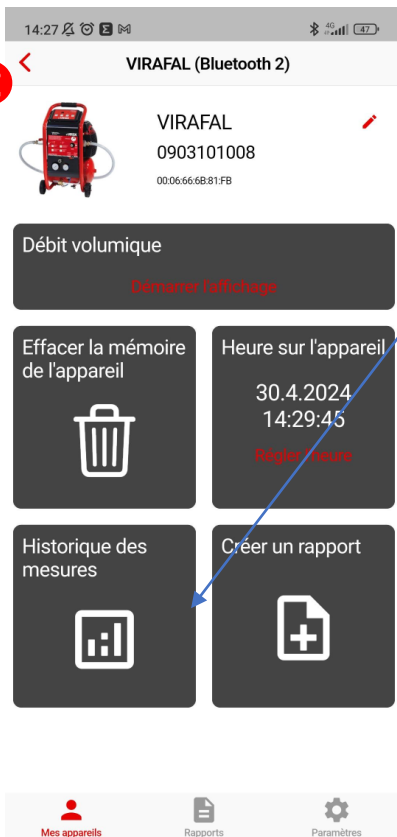 14:27
4G
47
VIRAFAL (Bluetooth 2)
VIRAFAL
0903101008
00:06:66:6B:81:FB
Débit volumique
Démarrer l'affichage
Effacer la mémoire
de l'appareil
Heure sur l'appareil
30.4.2024
14:29:45
Régler l'heure
Historique des
mesures
Créer un rapport
Mes appareils
Rapports
Paramètres